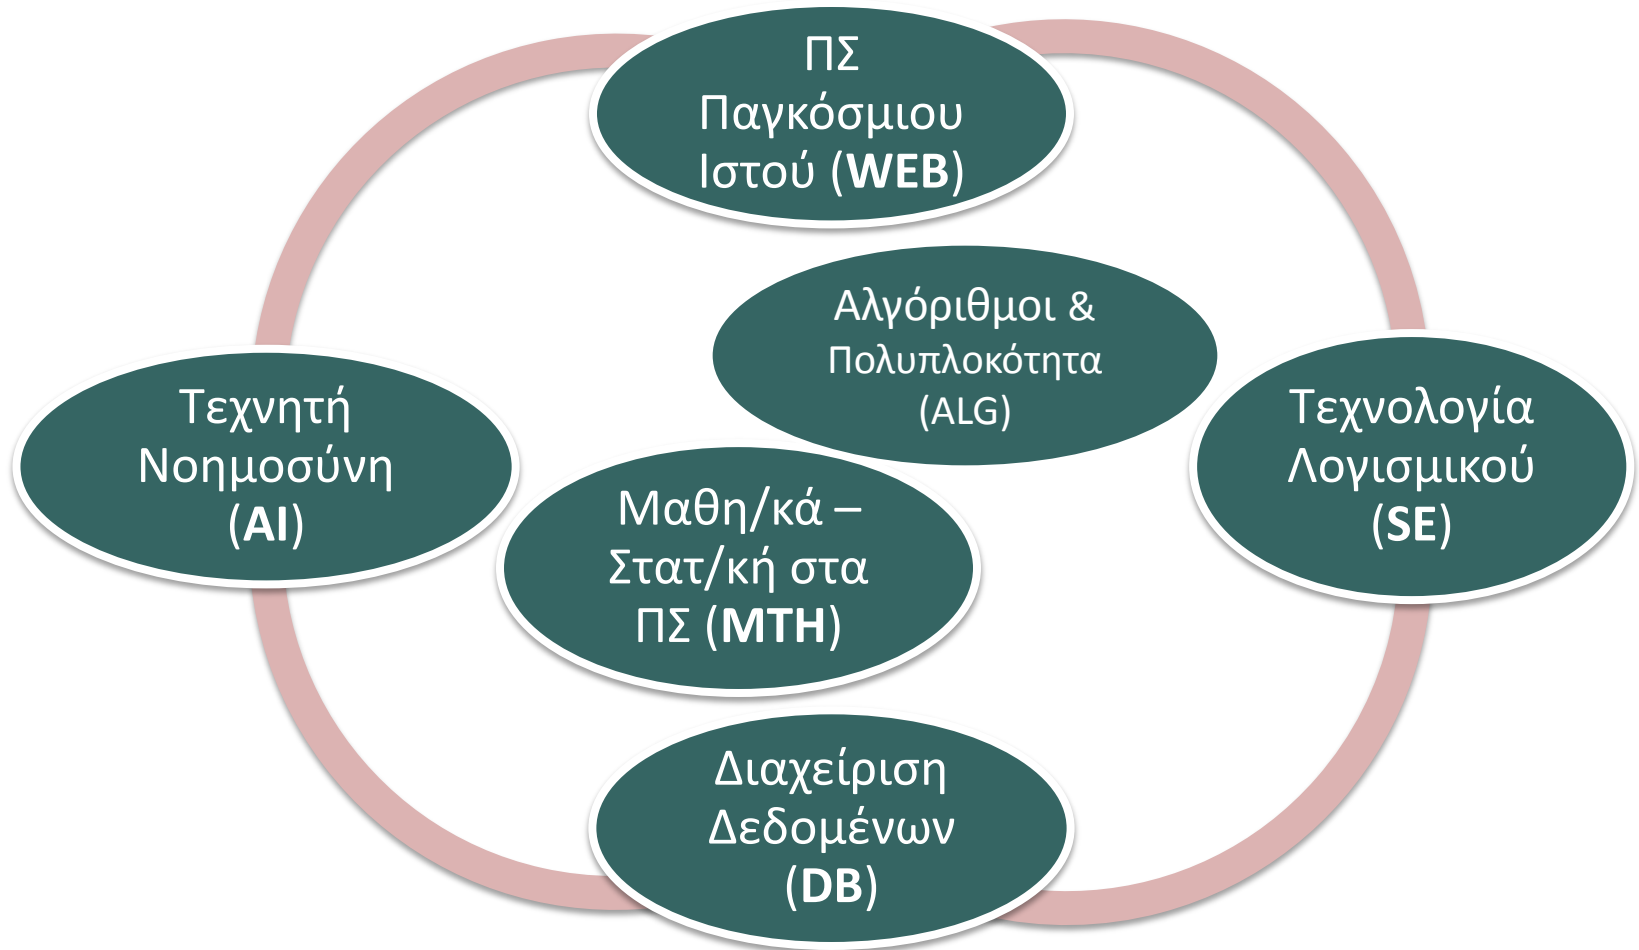 ΠΣ
Παγκόσμιου
Ιστού (WEB)
Αλγόριθμοι &
Πολυπλοκότητα
(ALG)
Τεχνητή
Νοημοσύνη
(AI)
Τεχνολογία
Λογισμικού
(SE)
Μαθη/κά –
Στατ/κή στα
ΠΣ (MTH)
Διαχείριση
Δεδομένων
(DB)